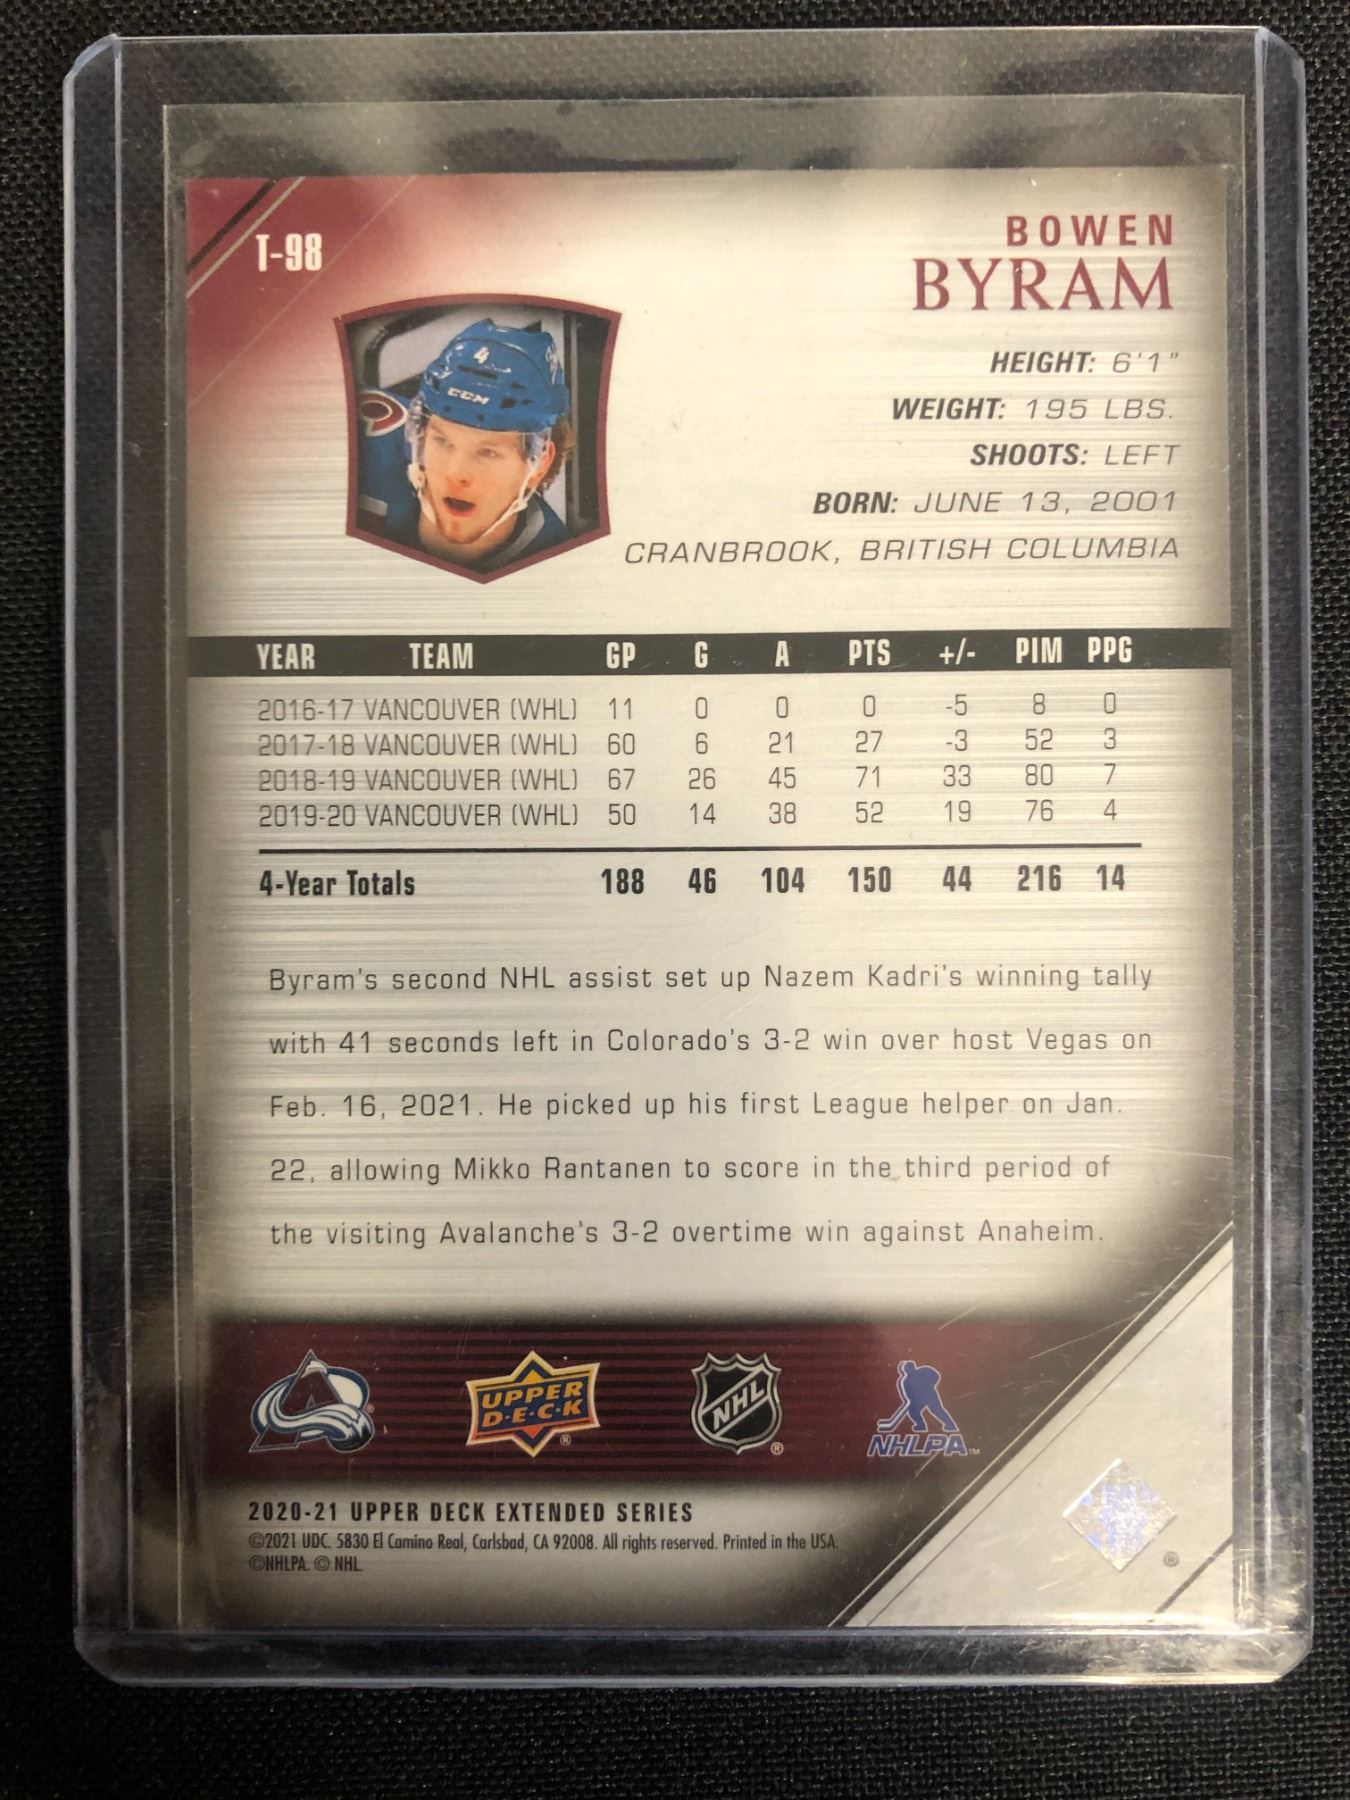 T-98
BOWEN
BYRAM
HEIGHT: 6'1"
WEIGHT: 195 LBS.
SHOOTS: LEFT
BORN: JUNE 13, 2001
CRANBROOK, BRITISH COLUMBIA
4
CCM
YEAR TEAM GP G A PTS +/- PIM PPG
2016-17 VANCOUVER (WHL) 11 0 0 0 -5 8 0
2017-18 VANCOUVER (WHL) 60 6 21 27 -3 52 3
2018-19 VANCOUVER (WHL) 67 26 45 71 33 80 7
2019-20 VANCOUVER (WHL) 50 14 38 52 19 76 4
4-Year Totals 188 46 104 150 44 216 14
Byram's second NHL assist set up Nazem Kadri's winning tally
with 41 seconds left in Colorado's 3-2 win over host Vegas on
Feb. 16, 2021. He picked up his first League helper on Jan.
22, allowing Mikko Rantanen to score in the third period of
the visiting Avalanche's 3-2 overtime win against Anaheim.
UPPER
D·E·C·K ®
NHL ®
NHLPA™
2020-21 UPPER DECK EXTENDED SERIES
©2021 UDC. 5830 El Camino Real, Carlsbad, CA 92008. All rights reserved. Printed in the USA.
©NHLPA. © NHL.
®